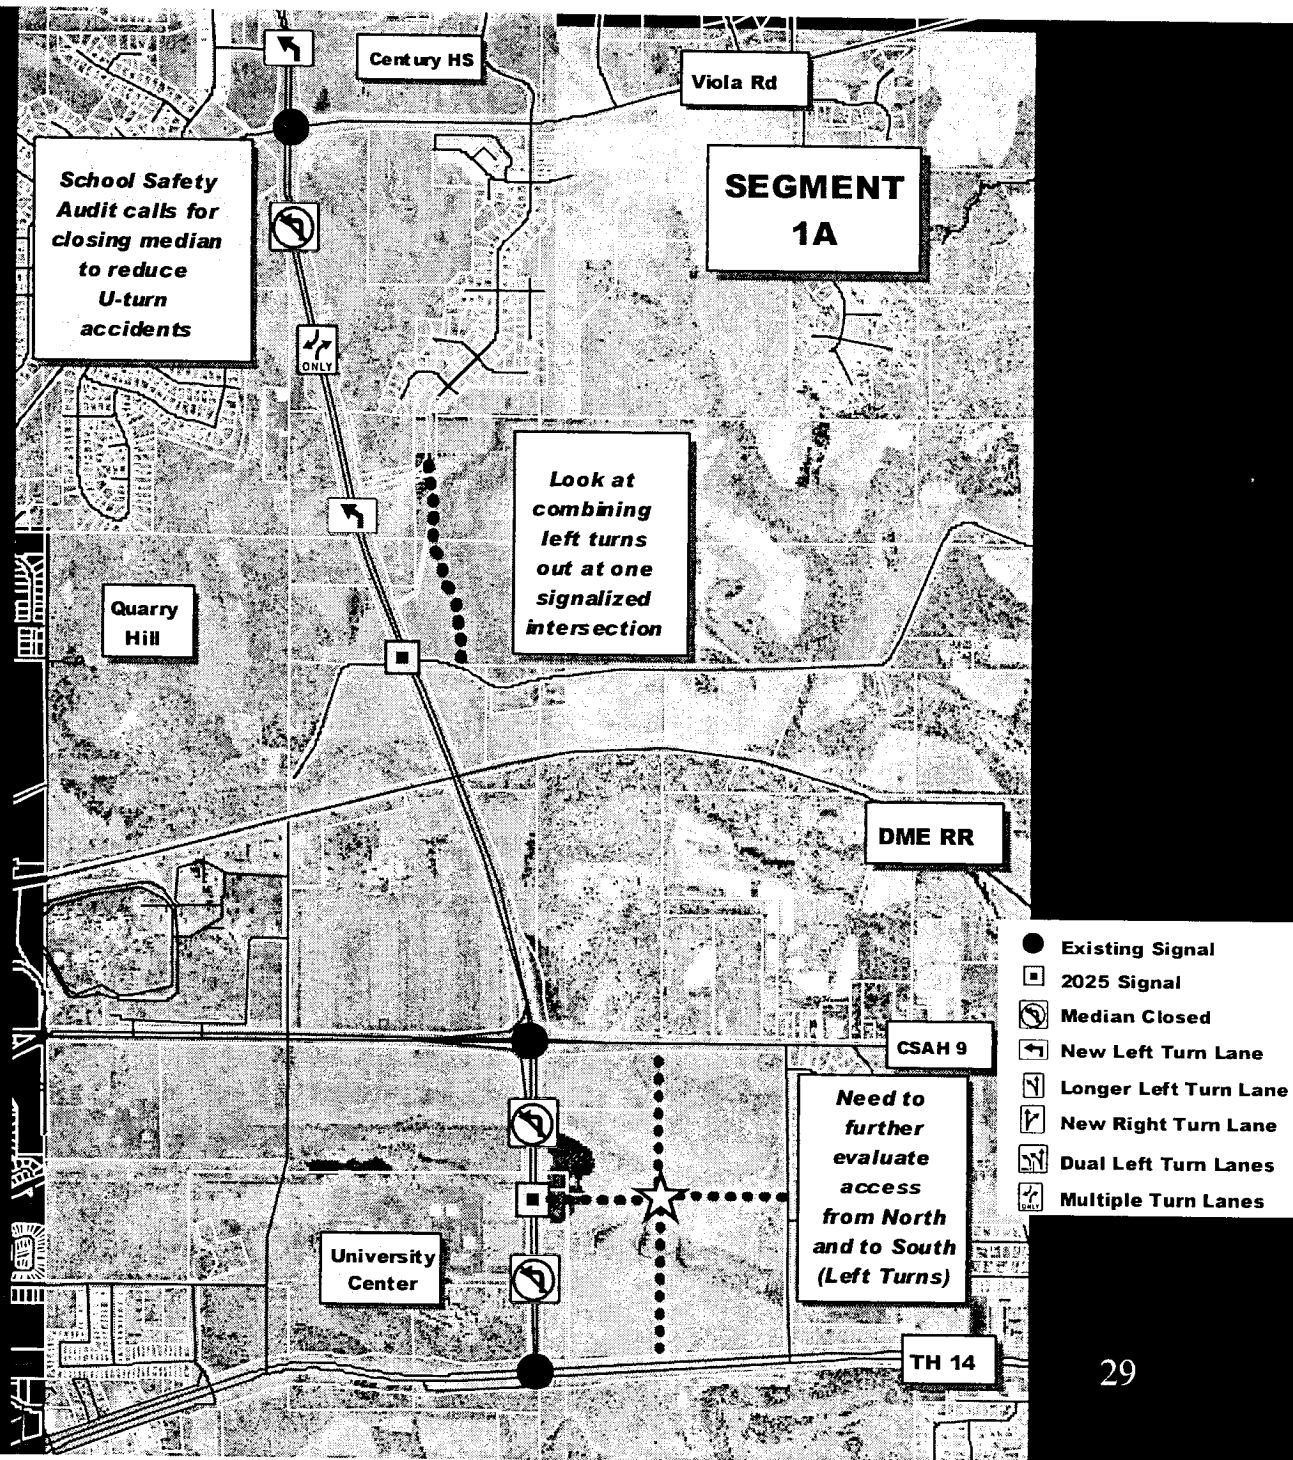 Century HS
Viola Rd
School Safety
Audit calls for
closing median
to reduce
U-turn
accidents
SEGMENT
1A
ONLY
Look at
combining
left turns
out at one
signalized
intersection
Quarry
Hill
DME RR
Existing Signal
2025 Signal
Median Closed
New Left Turn Lane
Longer Left Turn Lane
New Right Turn Lane
Dual Left Turn Lanes
ONLY
Multiple Turn Lanes
CSAH 9
Need to
further
evaluate
access
from North
and to South
(Left Turns)
University
Center
TH 14
29